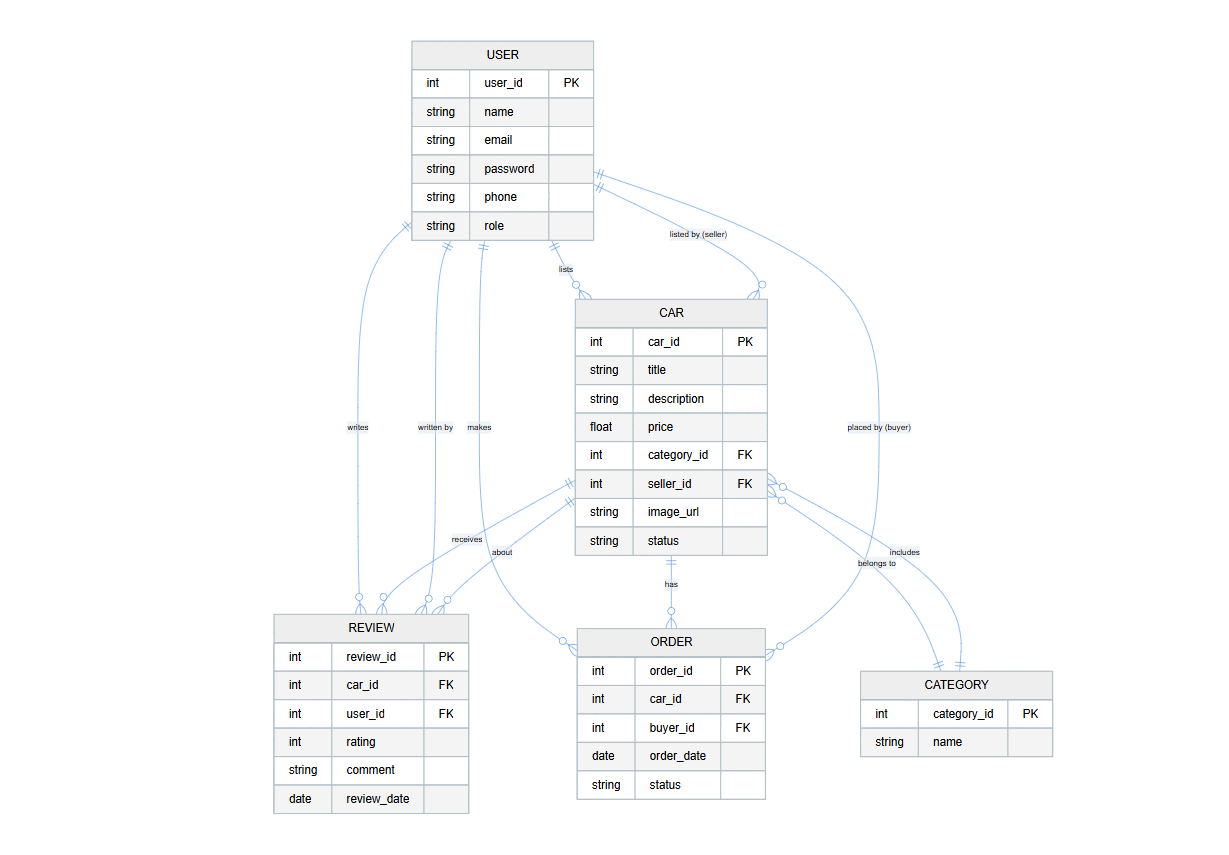 USER
int user_id PK
string name
string email
string password
string phone
string role
listed by (seller)
lists
CAR
int car_id PK
string title
string description
float price
int category_id FK
int seller_id FK
string image_url
string status
writes
written by
makes
placed by (buyer)
receives
about
includes
belongs to
has
REVIEW
int review_id PK
int car_id FK
int user_id FK
int rating
string comment
date review_date
ORDER
int order_id PK
int car_id FK
int buyer_id FK
date order_date
string status
CATEGORY
int category_id PK
string name